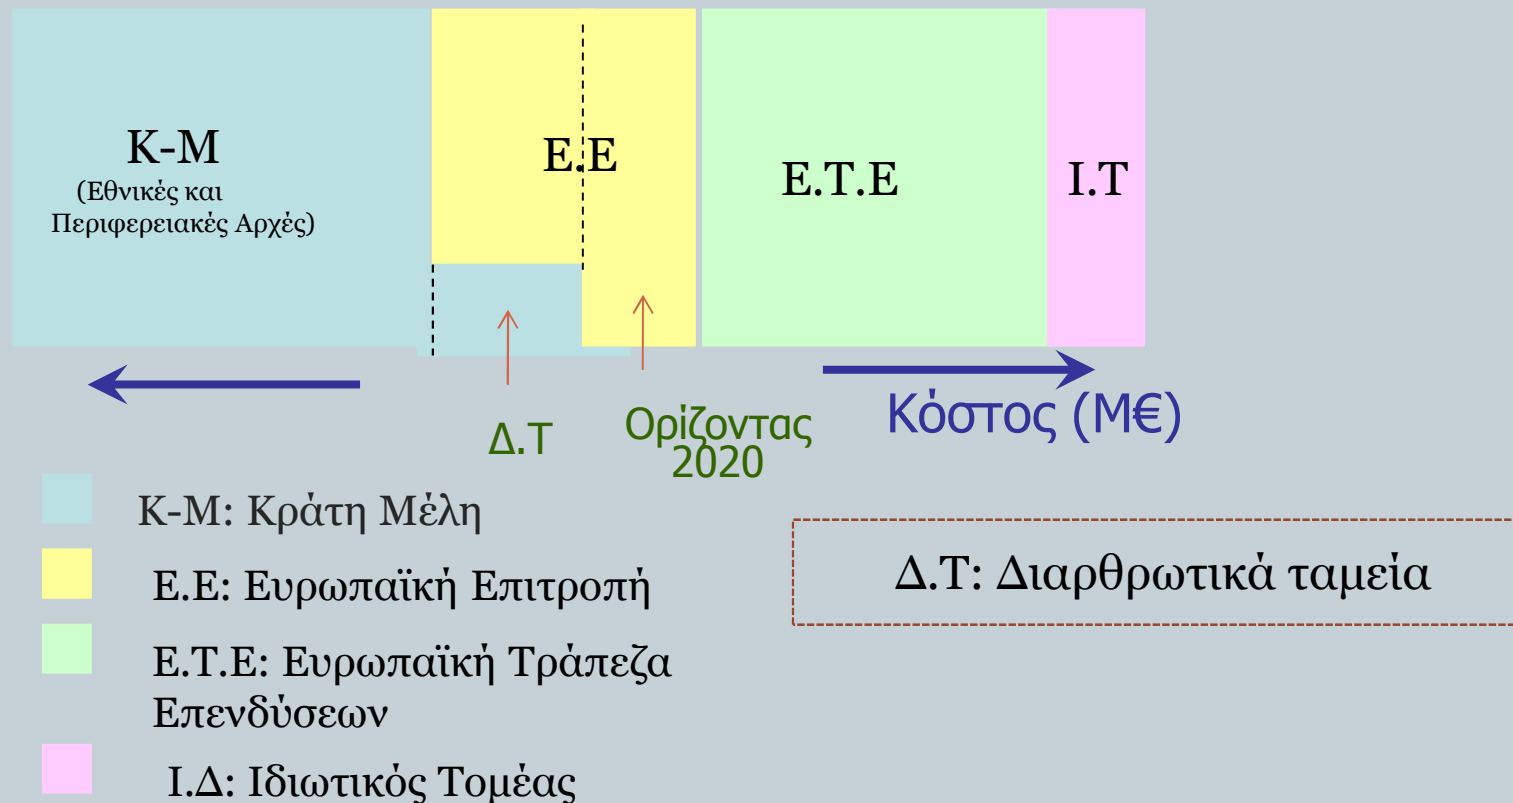 Κ-Μ
(Εθνικές και
Περιφερειακές Αρχές)
Ε.Ε
Ε.Τ.Ε
Ι.Τ
Δ.Τ
Ορίζοντας
2020
Κόστος (Μ€)
Κ-Μ: Κράτη Μέλη
Ε.Ε: Ευρωπαϊκή Επιτροπή
Ε.Τ.Ε: Ευρωπαϊκή Τράπεζα
Επενδύσεων
Ι.Δ: Ιδιωτικός Τομέας
Δ.Τ: Διαρθρωτικά ταμεία